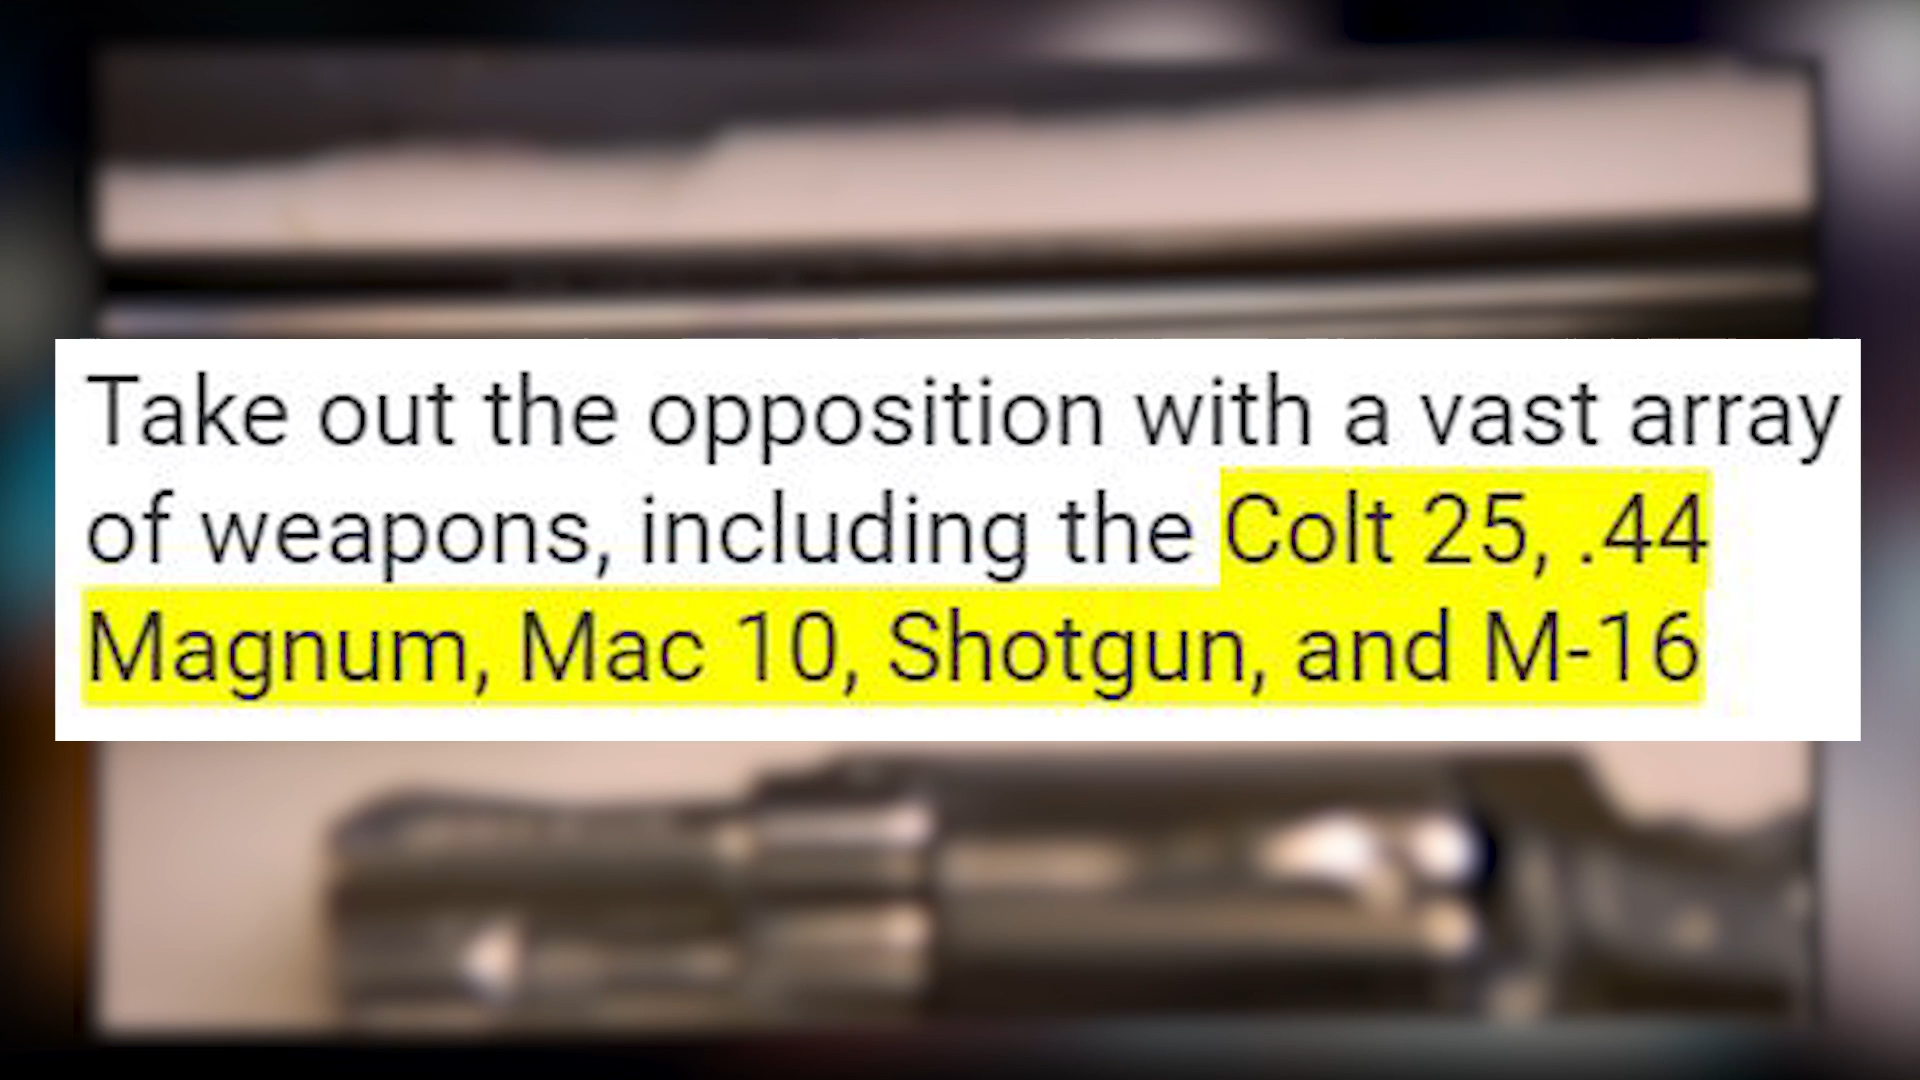 Take out the opposition with a vast array
of weapons, including the Colt 25, .44
Magnum, Mac 10, Shotgun, and M-16